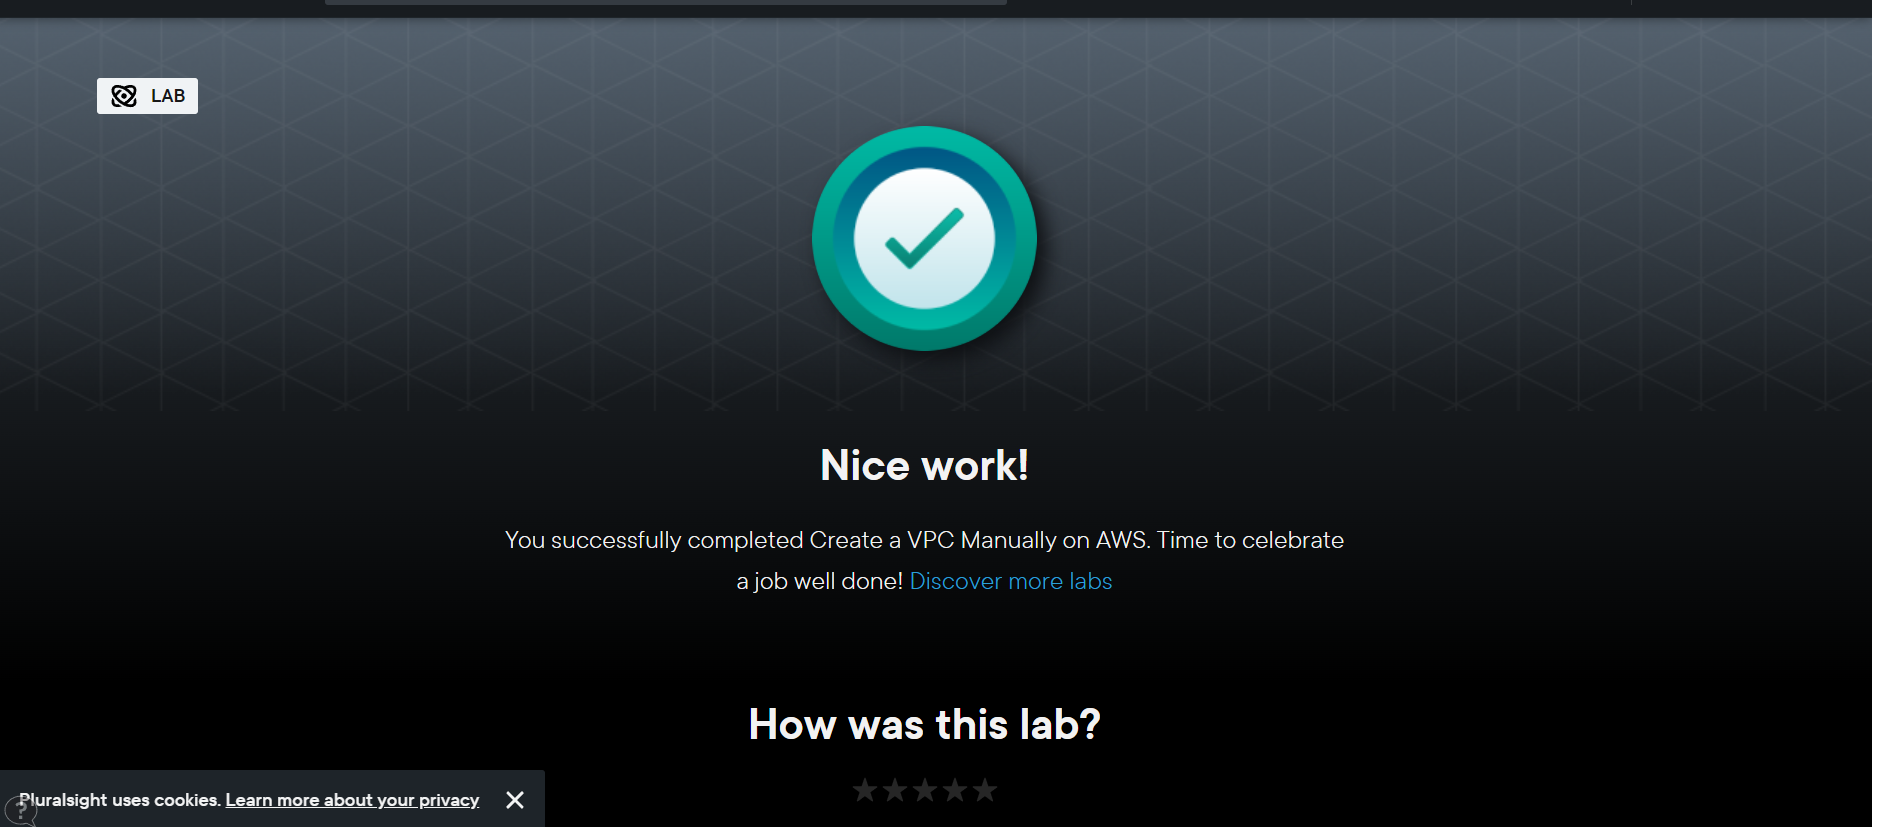 LAB
Nice work!
You successfully completed Create a VPC Manually on AWS. Time to celebrate
a job well done! Discover more labs
How was this lab?
Pluralsight uses cookies. Learn more about your privacy
?